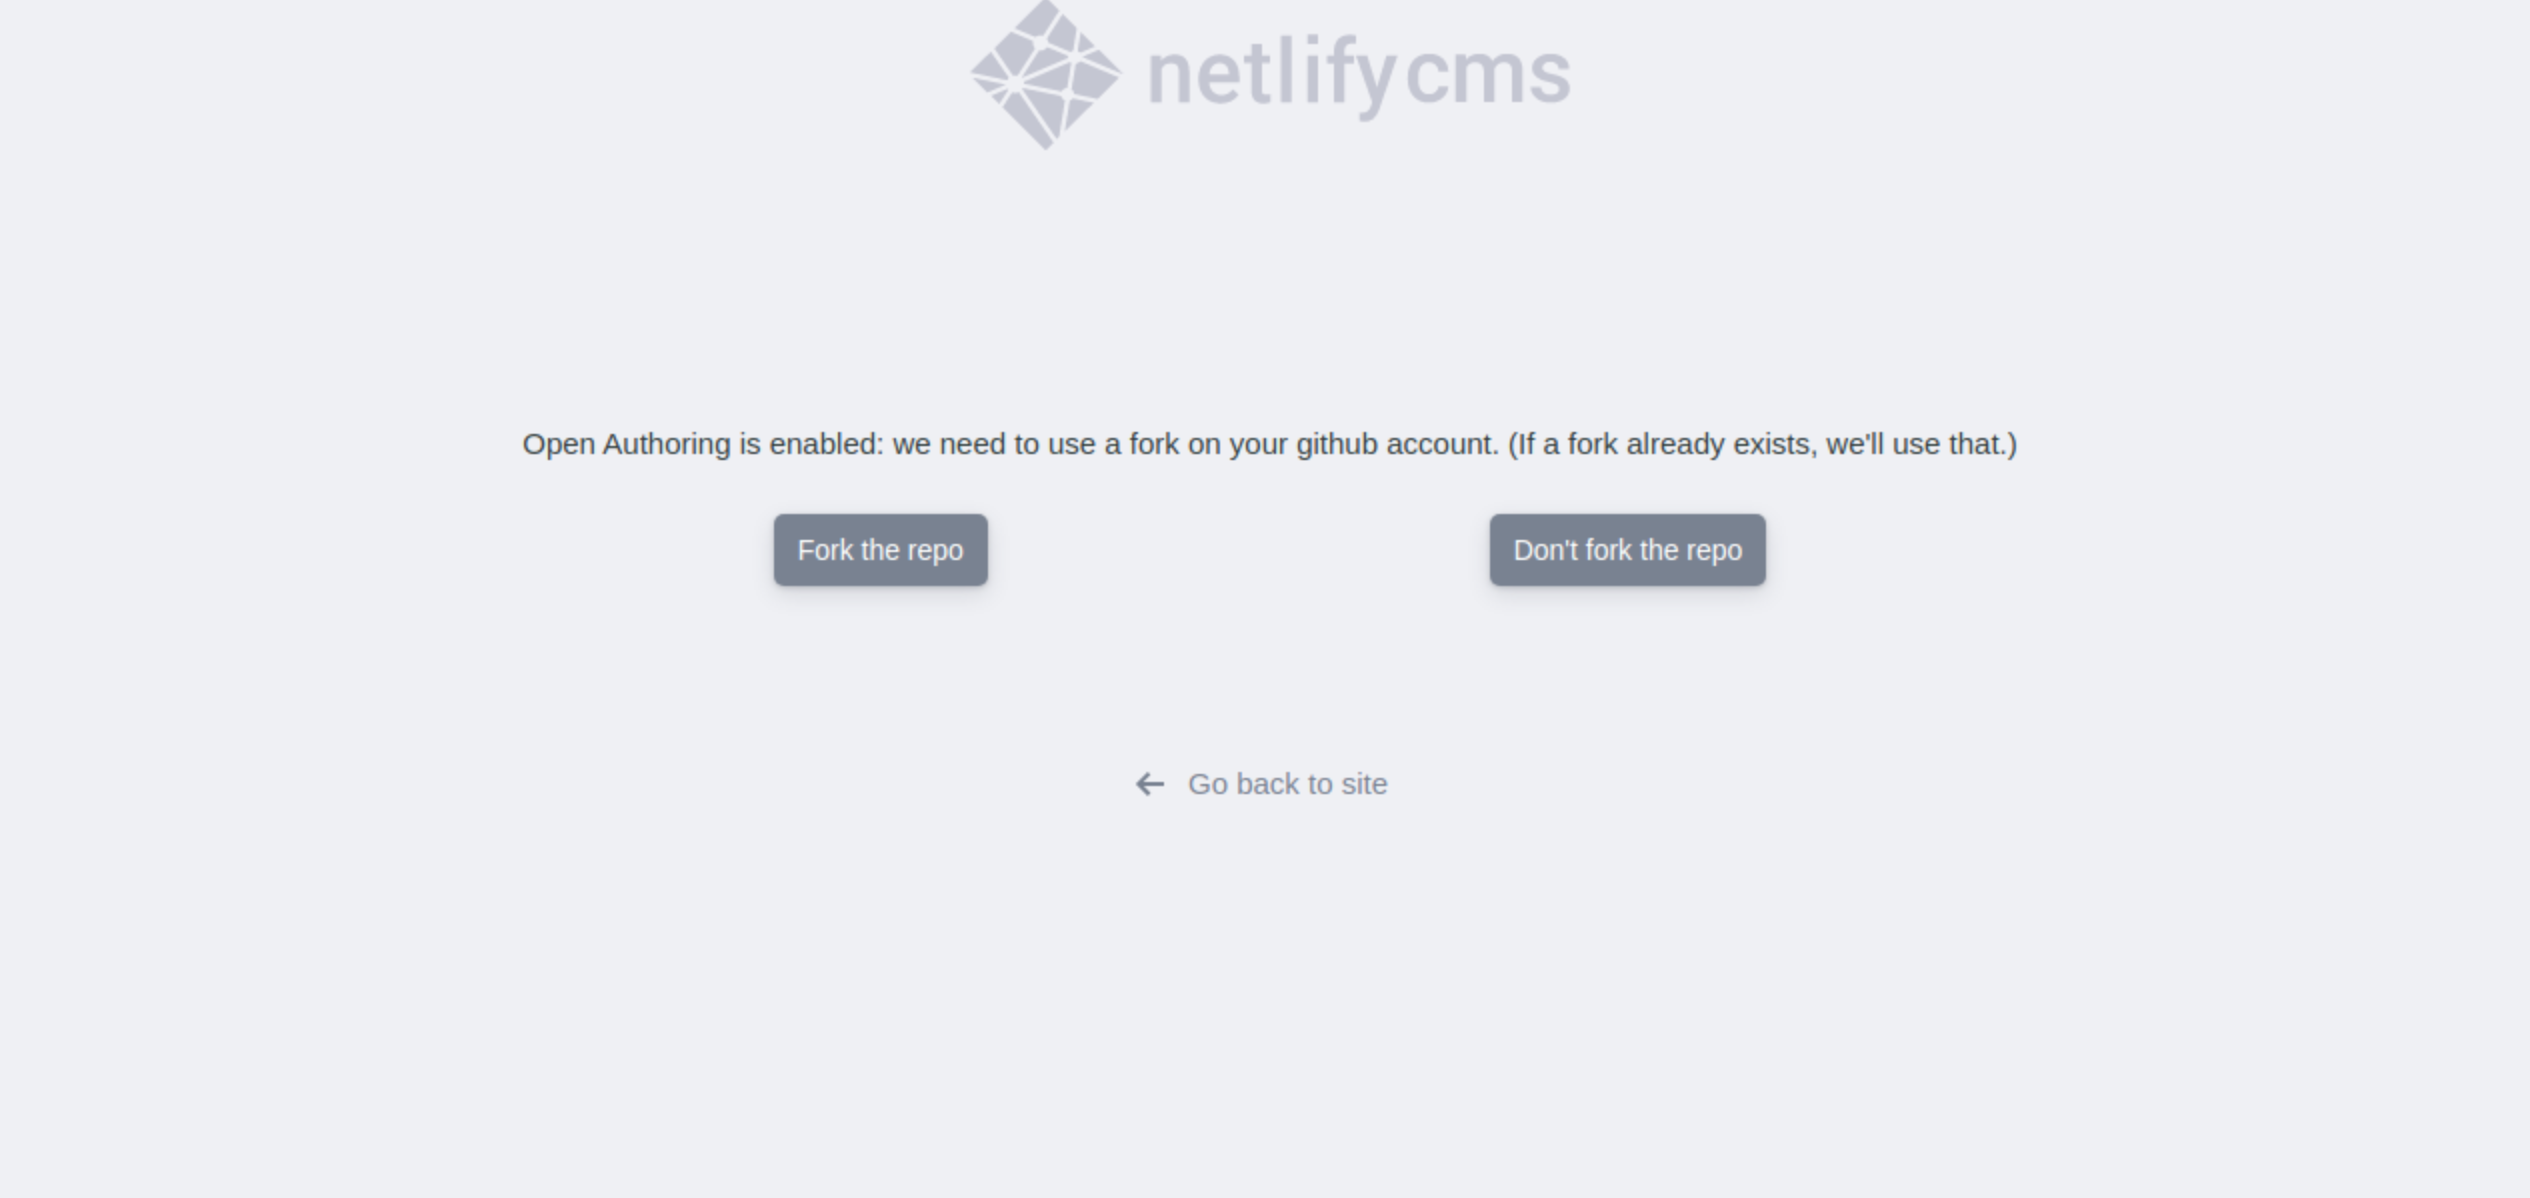 netlifycms
Open Authoring is enabled: we need to use a fork on your github account. (If a fork already exists, we'll use that.)
Fork the repo
Don't fork the repo
Go back to site